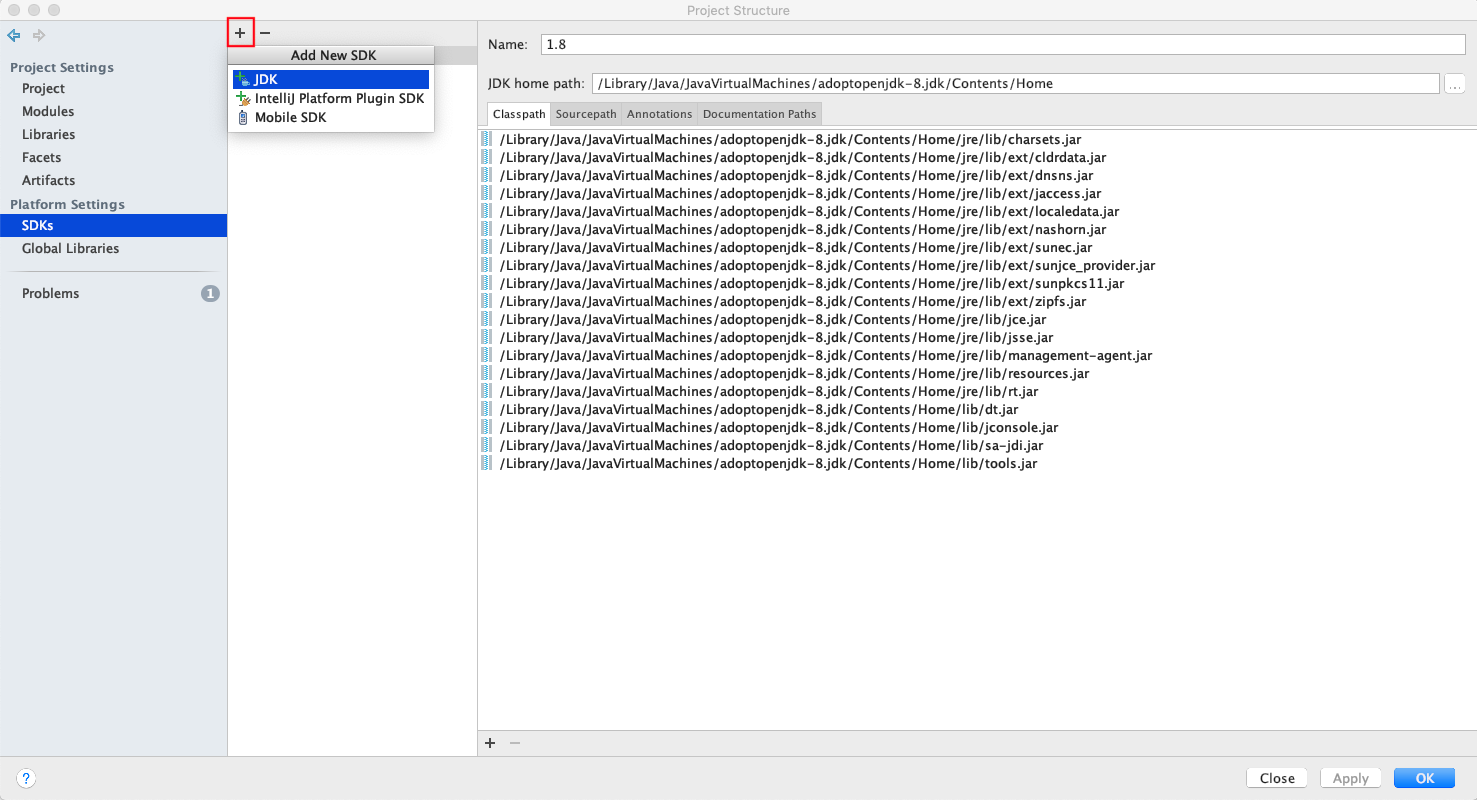 Project Structure
Project Settings
Project
Modules
Libraries
Facets
Artifacts
Platform Settings
SDKs
Global Libraries
Problems 1
+ −
Add New SDK
JDK
IntelliJ Platform Plugin SDK
Mobile SDK
Name: 1.8
JDK home path: /Library/Java/JavaVirtualMachines/adoptopenjdk-8.jdk/Contents/Home ...
Classpath Sourcepath Annotations Documentation Paths
/Library/Java/JavaVirtualMachines/adoptopenjdk-8.jdk/Contents/Home/jre/lib/charsets.jar
/Library/Java/JavaVirtualMachines/adoptopenjdk-8.jdk/Contents/Home/jre/lib/ext/cldrdata.jar
/Library/Java/JavaVirtualMachines/adoptopenjdk-8.jdk/Contents/Home/jre/lib/ext/dnsns.jar
/Library/Java/JavaVirtualMachines/adoptopenjdk-8.jdk/Contents/Home/jre/lib/ext/jaccess.jar
/Library/Java/JavaVirtualMachines/adoptopenjdk-8.jdk/Contents/Home/jre/lib/ext/localedata.jar
/Library/Java/JavaVirtualMachines/adoptopenjdk-8.jdk/Contents/Home/jre/lib/ext/nashorn.jar
/Library/Java/JavaVirtualMachines/adoptopenjdk-8.jdk/Contents/Home/jre/lib/ext/sunec.jar
/Library/Java/JavaVirtualMachines/adoptopenjdk-8.jdk/Contents/Home/jre/lib/ext/sunjce_provider.jar
/Library/Java/JavaVirtualMachines/adoptopenjdk-8.jdk/Contents/Home/jre/lib/ext/sunpkcs11.jar
/Library/Java/JavaVirtualMachines/adoptopenjdk-8.jdk/Contents/Home/jre/lib/ext/zipfs.jar
/Library/Java/JavaVirtualMachines/adoptopenjdk-8.jdk/Contents/Home/jre/lib/jce.jar
/Library/Java/JavaVirtualMachines/adoptopenjdk-8.jdk/Contents/Home/jre/lib/jsse.jar
/Library/Java/JavaVirtualMachines/adoptopenjdk-8.jdk/Contents/Home/jre/lib/management-agent.jar
/Library/Java/JavaVirtualMachines/adoptopenjdk-8.jdk/Contents/Home/jre/lib/resources.jar
/Library/Java/JavaVirtualMachines/adoptopenjdk-8.jdk/Contents/Home/jre/lib/rt.jar
/Library/Java/JavaVirtualMachines/adoptopenjdk-8.jdk/Contents/Home/lib/dt.jar
/Library/Java/JavaVirtualMachines/adoptopenjdk-8.jdk/Contents/Home/lib/jconsole.jar
/Library/Java/JavaVirtualMachines/adoptopenjdk-8.jdk/Contents/Home/lib/sa-jdi.jar
/Library/Java/JavaVirtualMachines/adoptopenjdk-8.jdk/Contents/Home/lib/tools.jar
+ −
? Close Apply OK